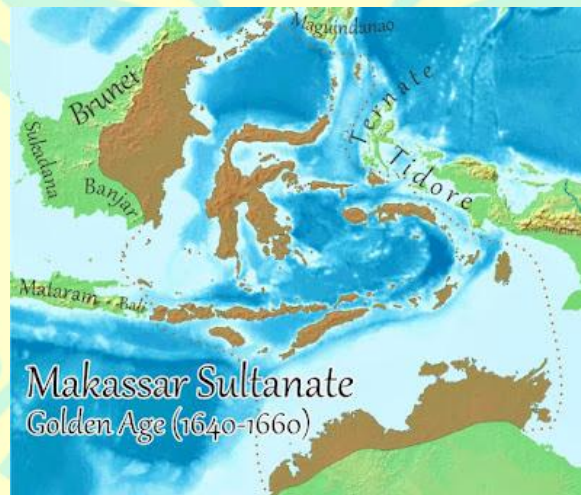 Maguindanao
Brunei
Ternate
Sukadana
Tidore
Banjar
Mataram
Bali
Makassar Sultanate
Golden Age (1640-1660)